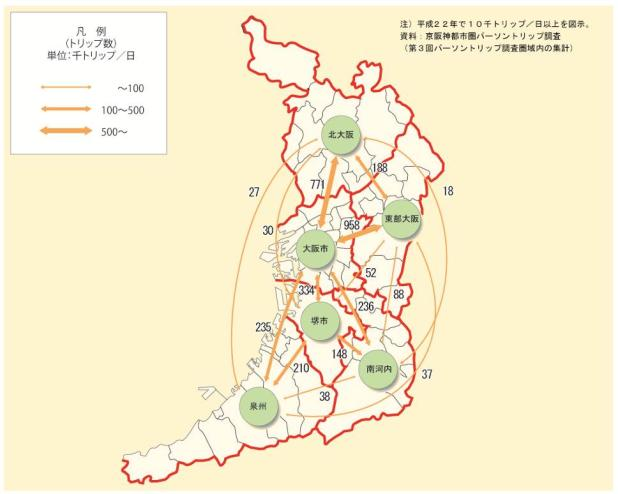 凡 例
(トリップ数)
単位：千トリップ／日
～100
100～500
500～
注）平成２２年で１０千トリップ／日以上を図示。
資料：京阪神都市圏パーソントリップ調査
（第３回パーソントリップ調査圏域内の集計）
北大阪
188
771
27
18
東部大阪
958
30
大阪市
52
334
88
236
堺市
235
148
210
南河内
37
38
泉州